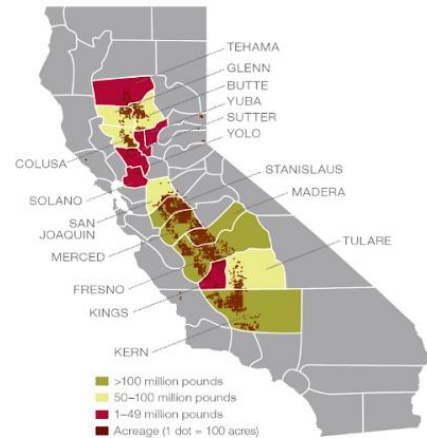 TEHAMA
GLENN
BUTTE
YUBA
SUTTER
YOLO
COLUSA
STANISLAUS
SOLANO
MADERA
SAN
JOAQUIN
TULARE
MERCED
FRESNO
KINGS
KERN
>100 million pounds
50–100 million pounds
1–49 million pounds
Acreage (1 dot = 100 acres)